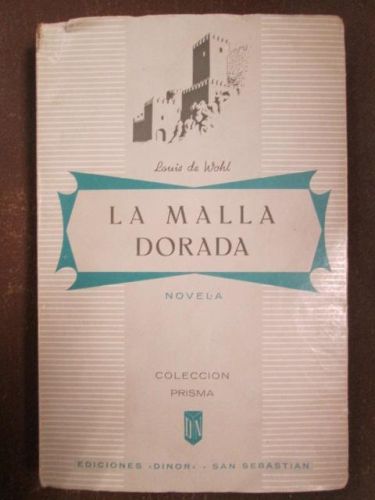 Louis de Wohl
LA MALLA
DORADA
NOVELA
COLECCION
PRISMA
DN
EDICIONES «DINOR» - SAN SEBASTIAN